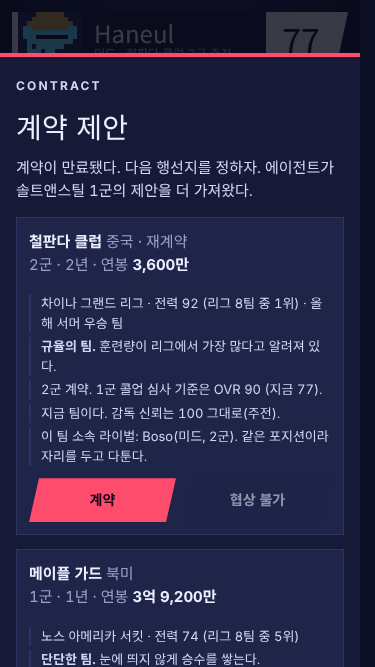 Haneul
77
CONTRACT
계약 제안
계약이 만료됐다. 다음 행선지를 정하자. 에이전트가
솔트앤스틸 1군의 제안을 더 가져왔다.
철판다 클럽 중국 · 재계약
2군 · 2년 · 연봉 3,600만
차이나 그랜드 리그 · 전력 92 (리그 8팀 중 1위) · 올
해 서머 우승 팀
규율의 팀. 훈련량이 리그에서 가장 많다고 알려져 있
다.
2군 계약. 1군 콜업 심사 기준은 OVR 90 (지금 77).
지금 팀이다. 감독 신뢰는 100 그대로(주전).
이 팀 소속 라이벌: Boso(미드, 2군). 같은 포지션이라
자리를 두고 다툰다.
계약
협상 불가
메이플 가드 북미
1군 · 1년 · 연봉 3억 9,200만
노스 아메리카 서킷 · 전력 74 (리그 8팀 중 5위)
단단한 팀. 눈에 띄지 않게 승수를 쌓는다.